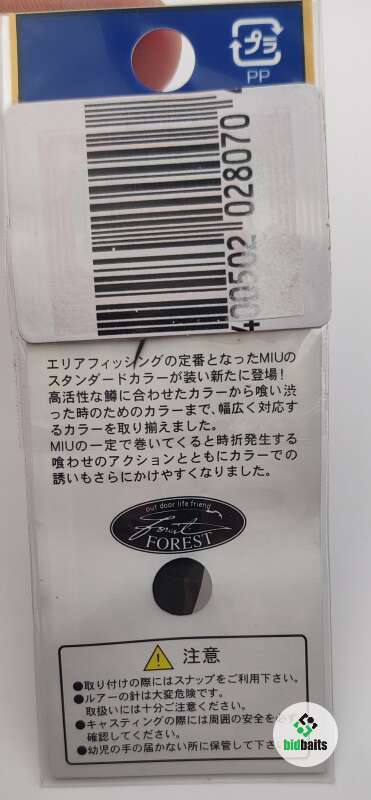 プラ
PP
400502 028070
エリアフィッシングの定番となったMIUの
スタンダードカラーが装い新たに登場!
高活性な鱒に合わせたカラーから喰い渋
った時のためのカラーまで、幅広く対応す
るカラーを取り揃えました。
MIUの一定で巻いてくると時折発生する
喰わせのアクションとともにカラーでの
誘いもさらにかけやすくなりました。
out door life friend
Forest
FOREST
注意
●取り付けの際にはスナップをご利用下さい。
●ルアーの針は大変危険です。
取扱いには十分ご注意ください。
●キャスティングの際には周囲の安全を必ず
確認してください。
●幼児の手の届かない所に保管して下さ
bidbaits